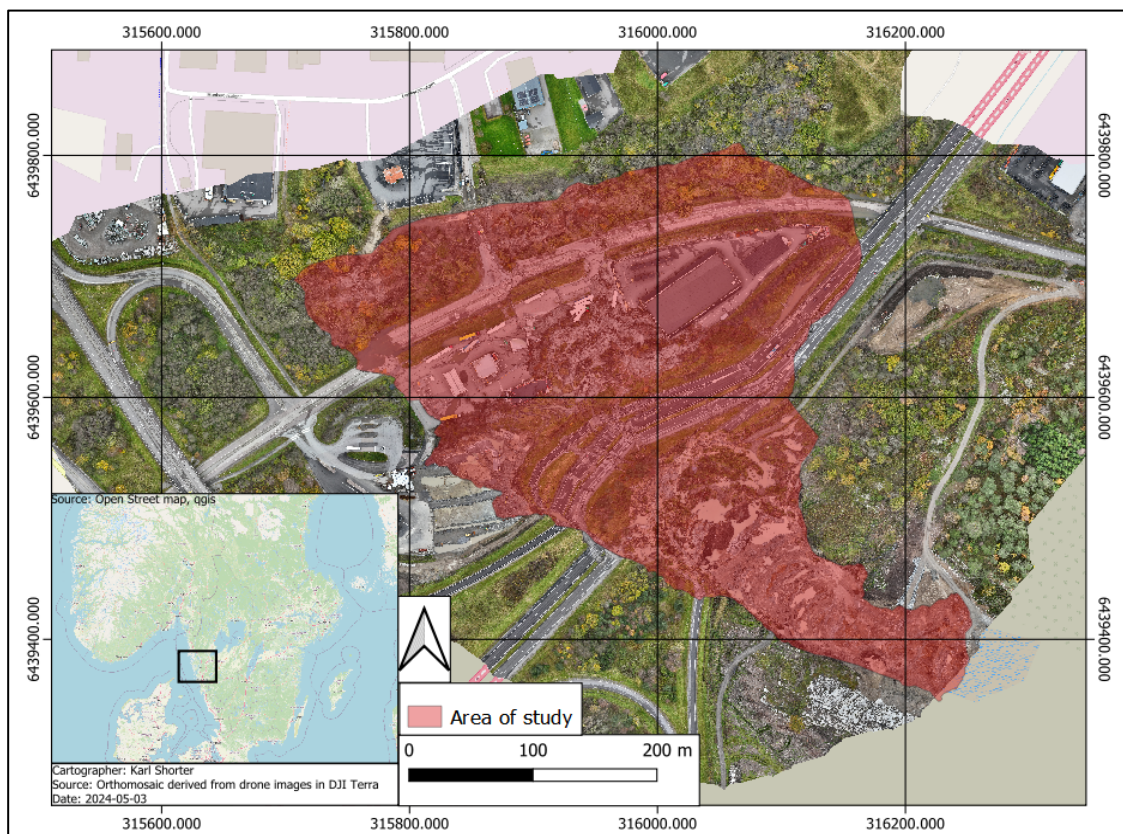 315600.000 315800.000 316000.000 316200.000
6439800.000 6439800.000
6439600.000 6439600.000
6439400.000 6439400.000
Source: Open Street map, qgis
Area of study
0 100 200 m
Cartographer: Karl Shorter
Source: Orthomosaic derived from drone images in DJI Terra
Date: 2024-05-03
315600.000 315800.000 316000.000 316200.000